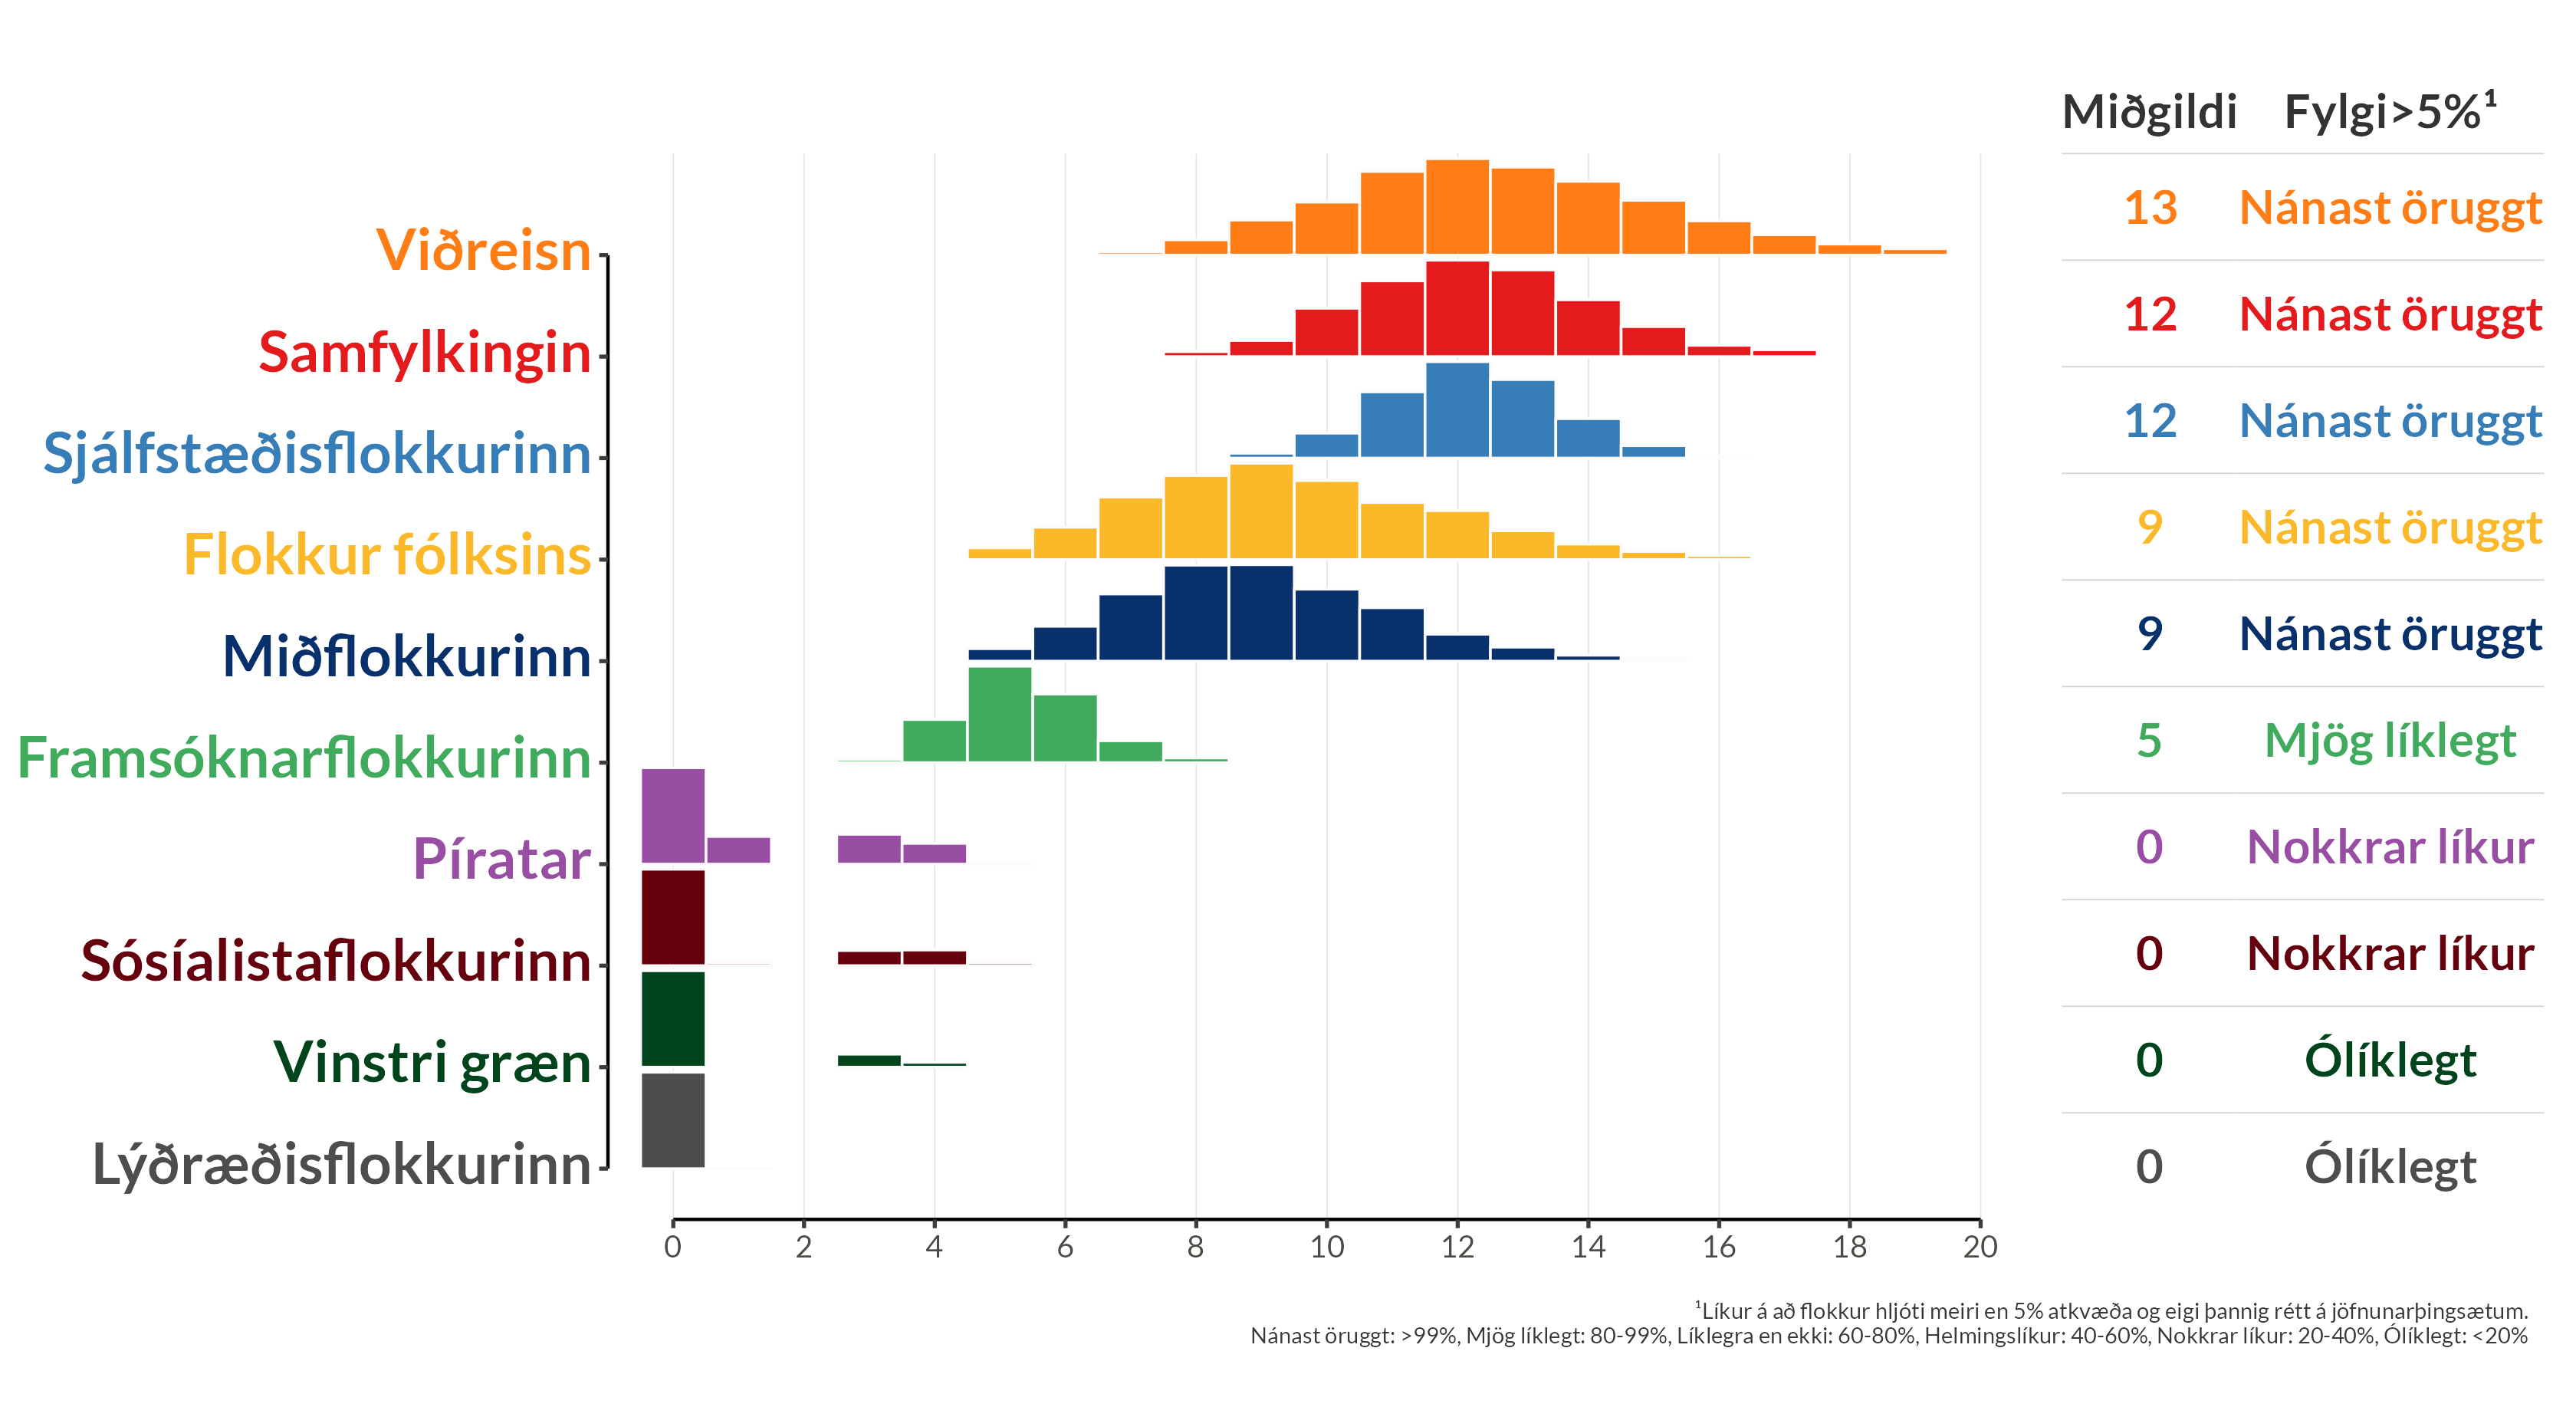 Miðgildi Fylgi>5%¹
Viðreisn 13 Nánast öruggt
Samfylkingin 12 Nánast öruggt
Sjálfstæðisflokkurinn 12 Nánast öruggt
Flokkur fólksins 9 Nánast öruggt
Miðflokkurinn 9 Nánast öruggt
Framsóknarflokkurinn 5 Mjög líklegt
Píratar 0 Nokkrar líkur
Sósíalistaflokkurinn 0 Nokkrar líkur
Vinstri græn 0 Ólíklegt
Lýðræðisflokkurinn 0 Ólíklegt
0 2 4 6 8 10 12 14 16 18 20
¹Líkur á að flokkur hljóti meiri en 5% atkvæða og eigi þannig rétt á jöfnunarþingsætum.
Nánast öruggt: >99%, Mjög líklegt: 80-99%, Líklegra en ekki: 60-80%, Helmingslíkur: 40-60%, Nokkrar líkur: 20-40%, Ólíklegt: <20%